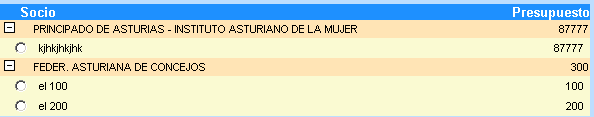 Socio Presupuesto
PRINCIPADO DE ASTURIAS - INSTITUTO ASTURIANO DE LA MUJER 87777
kjhkjhkjhk 87777
FEDER. ASTURIANA DE CONCEJOS 300
el 100 100
el 200 200